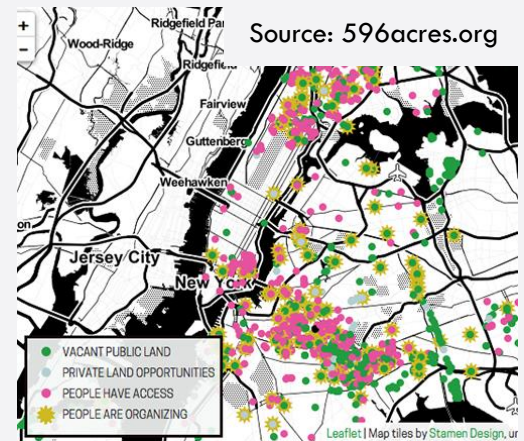 Source: 596acres.org
+
−
Ridgefield Par
Wood-Ridge
Ridgefield
Fairview
Guttenberg
Weehawken
Jersey City
New York
VACANT PUBLIC LAND
PRIVATE LAND OPPORTUNITIES
PEOPLE HAVE ACCESS
PEOPLE ARE ORGANIZING
Leaflet | Map tiles by Stamen Design, un